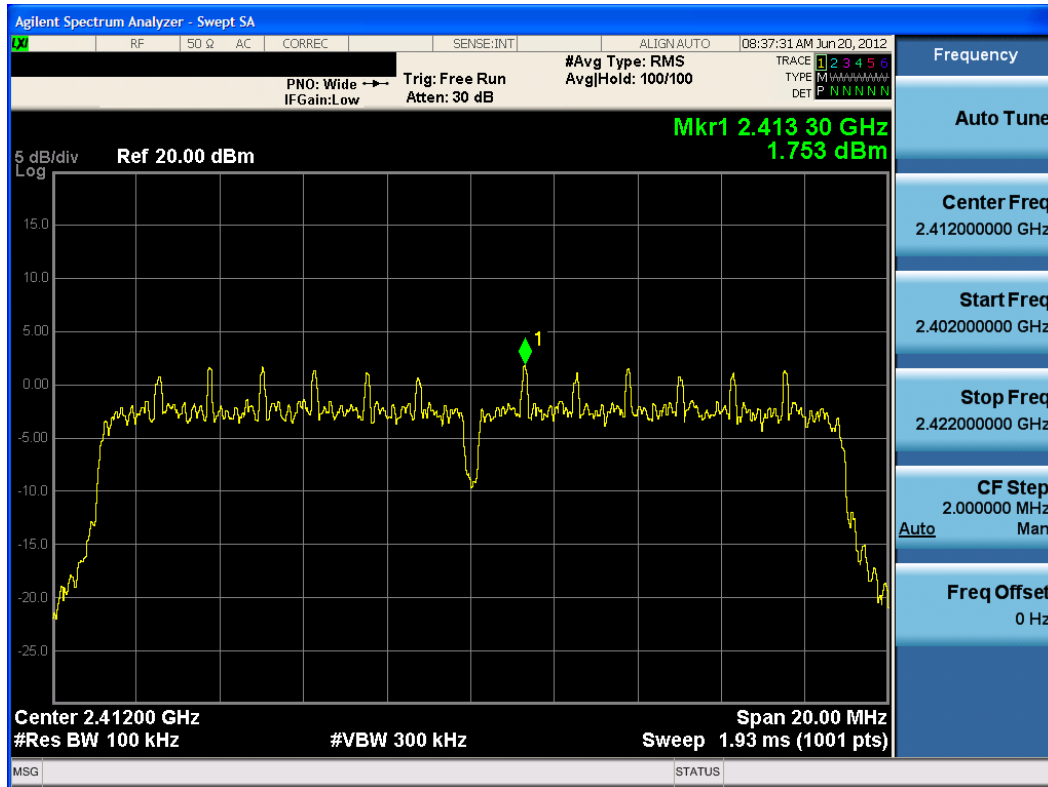 Agilent Spectrum Analyzer - Swept SA
LXI RF 50 Ω AC CORREC SENSE:INT ALIGN AUTO 08:37:31 AM Jun 20, 2012
PNO: Wide Trig: Free Run #Avg Type: RMS TRACE 1 2 3 4 5 6
IFGain:Low Atten: 30 dB Avg|Hold: 100/100 TYPE M
DET P N N N N N
Mkr1 2.413 30 GHz
1.753 dBm
5 dB/div Ref 20.00 dBm
Log
15.0
10.0
5.00
1
0.00
-5.00
-10.0
-15.0
-20.0
-25.0
Center 2.41200 GHz Span 20.00 MHz
#Res BW 100 kHz #VBW 300 kHz Sweep 1.93 ms (1001 pts)
MSG STATUS
Frequency
Auto Tune
Center Freq
2.412000000 GHz
Start Freq
2.402000000 GHz
Stop Freq
2.422000000 GHz
CF Step
2.000000 MHz
Auto Man
Freq Offset
0 Hz